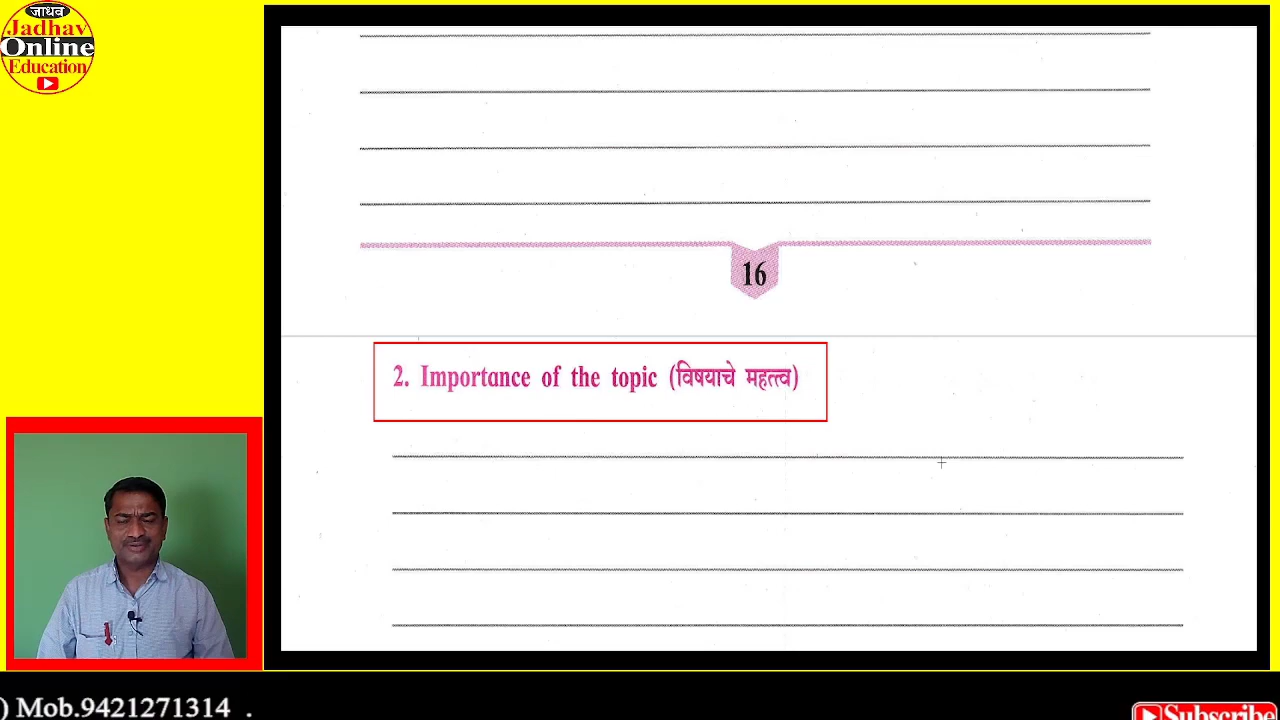 जाधव
Jadhav
Online
Education
16
2. Importance of the topic (विषयाचे महत्त्व)
) Mob.9421271314 .
Subscribe